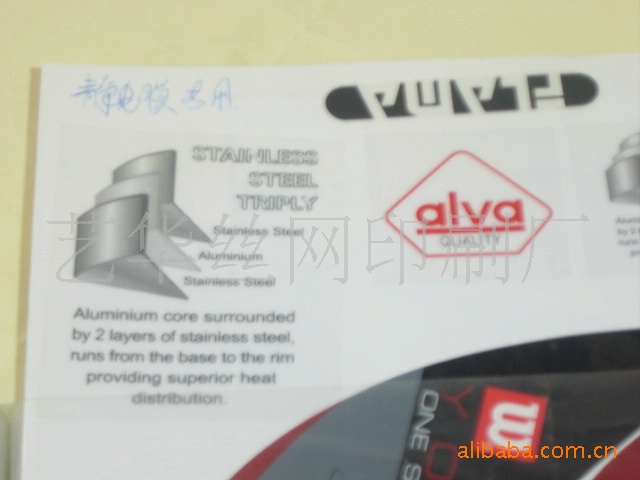 静电膜专用
STAINLESS
STEEL
TRIPLY
Stainless Steel
Aluminium
Stainless Steel
Aluminium core surrounded
by 2 layers of stainless steel,
runs from the base to the rim
providing superior heat
distribution.
alva
QUALITY
艺华丝网印刷厂
ONE S
alibaba.com.cn